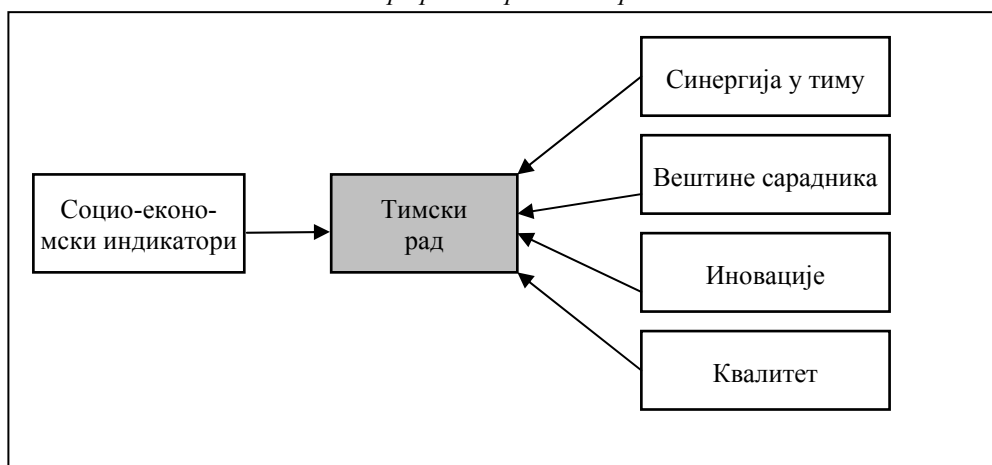 Синергија у тиму
Вештине сарадника
Социо-еконо-
мски индикатори
Тимски
рад
Иновације
Квалитет